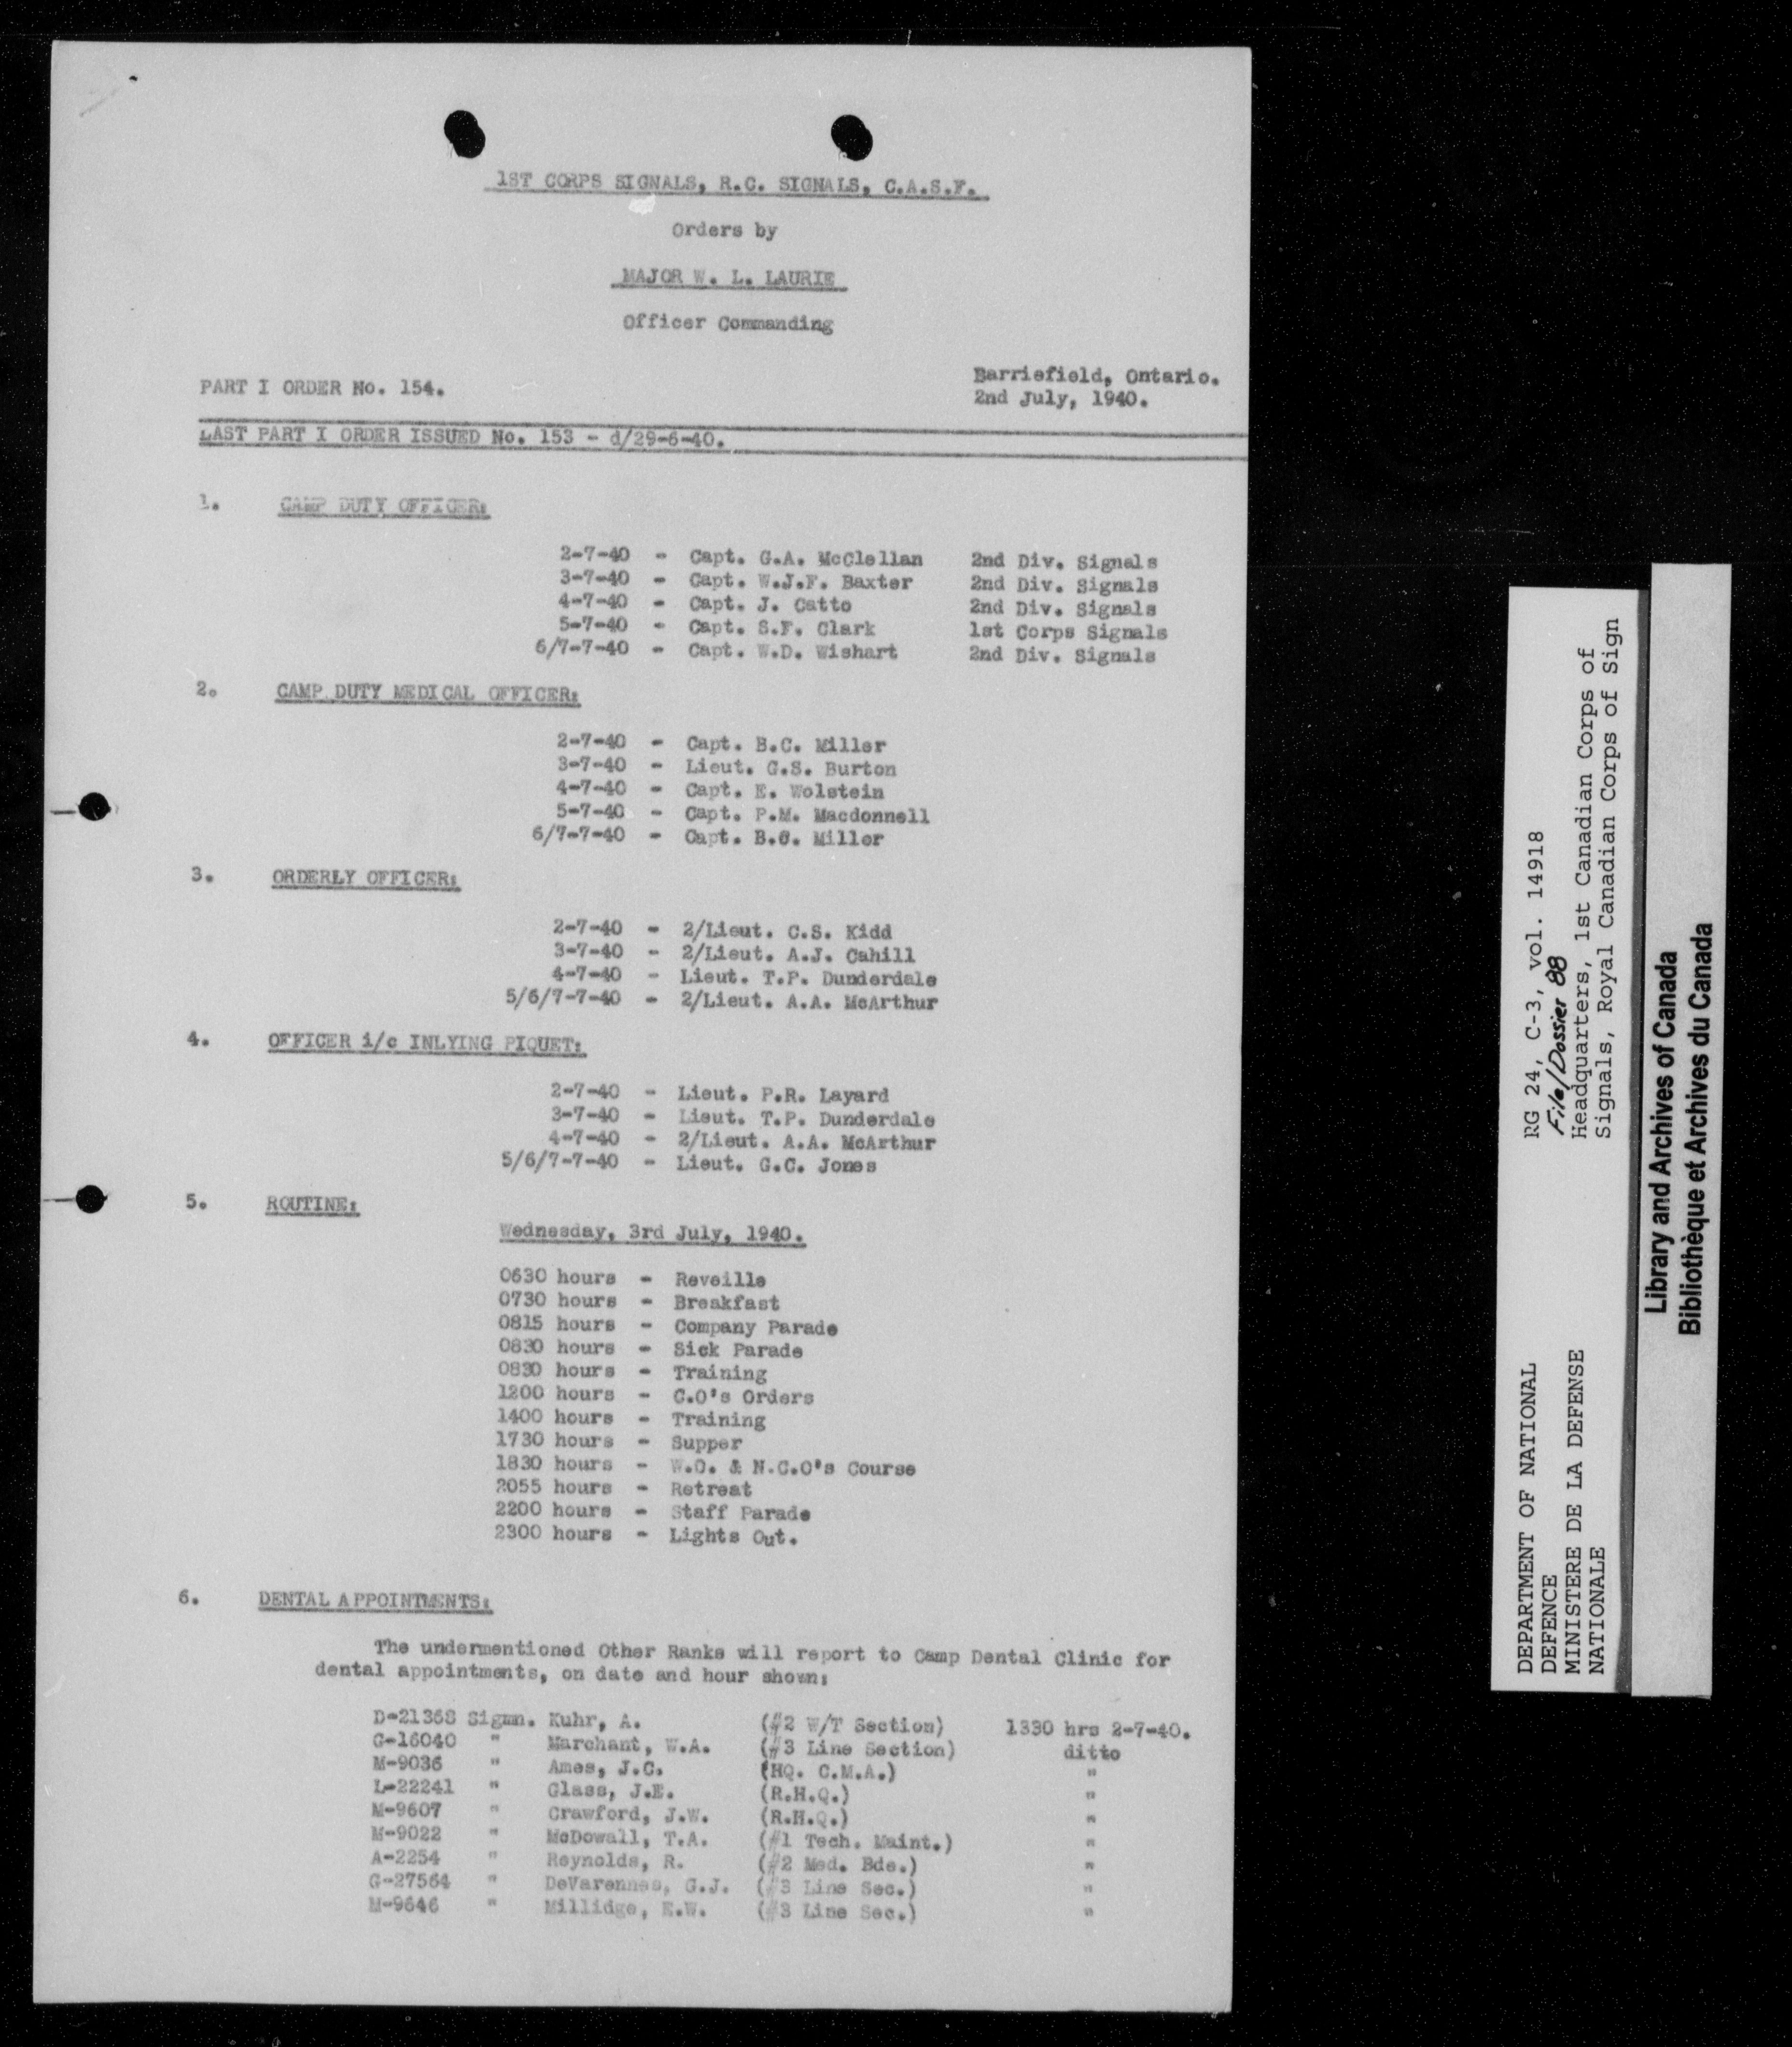 1ST CORPS SIGNALS, R.C. SIGNALS, C.A.S.F.
Orders by
MAJOR W. L. LAURIE
Officer Commanding
PART I ORDER No. 154.
Barriefield, Ontario.
2nd July, 1940.
LAST PART I ORDER ISSUED No. 153 - d/29-6-40.
1. CAMP DUTY OFFICER:
2-7-40 - Capt. G.A. McClellan 2nd Div. Signals
3-7-40 - Capt. W.J.F. Baxter 2nd Div. Signals
4-7-40 - Capt. J. Catto 2nd Div. Signals
5-7-40 - Capt. S.F. Clark 1st Corps Signals
6/7-7-40 - Capt. W.D. Wishart 2nd Div. Signals
2. CAMP DUTY MEDICAL OFFICER:
2-7-40 - Capt. B.C. Miller
3-7-40 - Lieut. G.S. Burton
4-7-40 - Capt. E. Wolstein
5-7-40 - Capt. P.M. Macdonnell
6/7-7-40 - Capt. B.C. Miller
3. ORDERLY OFFICER:
2-7-40 - 2/Lieut. C.S. Kidd
3-7-40 - 2/Lieut. A.J. Cahill
4-7-40 - Lieut. T.P. Dunderdale
5/6/7-7-40 - 2/Lieut. A.A. McArthur
4. OFFICER i/c INLYING PIQUET:
2-7-40 - Lieut. P.R. Layard
3-7-40 - Lieut. T.P. Dunderdale
4-7-40 - 2/Lieut. A.A. McArthur
5/6/7-7-40 - Lieut. G.C. Jones
5. ROUTINE:
Wednesday, 3rd July, 1940.
0630 hours - Reveille
0730 hours - Breakfast
0815 hours - Company Parade
0830 hours - Sick Parade
0830 hours - Training
1200 hours - C.O's Orders
1400 hours - Training
1730 hours - Supper
1830 hours - W.O. & N.C.O's Course
2055 hours - Retreat
2200 hours - Staff Parade
2300 hours - Lights Out.
6. DENTAL APPOINTMENTS:
The undermentioned Other Ranks will report to Camp Dental Clinic for
dental appointments, on date and hour shown:
D-21368 Sigmn. Kuhr, A. (#2 W/T Section) 1330 hrs 2-7-40.
G-16040 " Marchant, W.A. (#3 Line Section) ditto
M-9036 " Ames, J.C. (HQ. C.M.A.) "
L-22241 " Glass, J.E. (R.H.Q.) "
M-9607 " Crawford, J.W. (R.H.Q.) "
M-9022 " McDowall, T.A. (#1 Tech. Maint.) "
A-2254 " Reynolds, R. (#2 Med. Bde.) "
G-27564 " DeVarennes, G.J. (#3 Line Sec.) "
M-9646 " Millidge, E.W. (#3 Line Sec.) "
DEPARTMENT OF NATIONAL
DEFENCE
MINISTERE DE LA DEFENSE
NATIONALE
RG 24, C-3, vol. 14918
File/Dossier 88
Headquarters, 1st Canadian Corps of
Signals, Royal Canadian Corps of Sign
Library and Archives of Canada
Bibliothèque et Archives du Canada